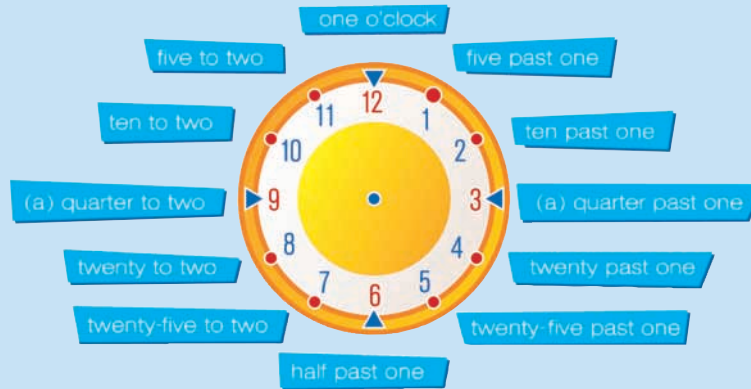 one o'clock
five to two
five past one
12
11
1
ten to two
ten past one
10
2
(a) quarter to two
9
3
(a) quarter past one
8
4
twenty to two
twenty past one
7
5
6
twenty-five to two
twenty-five past one
half past one